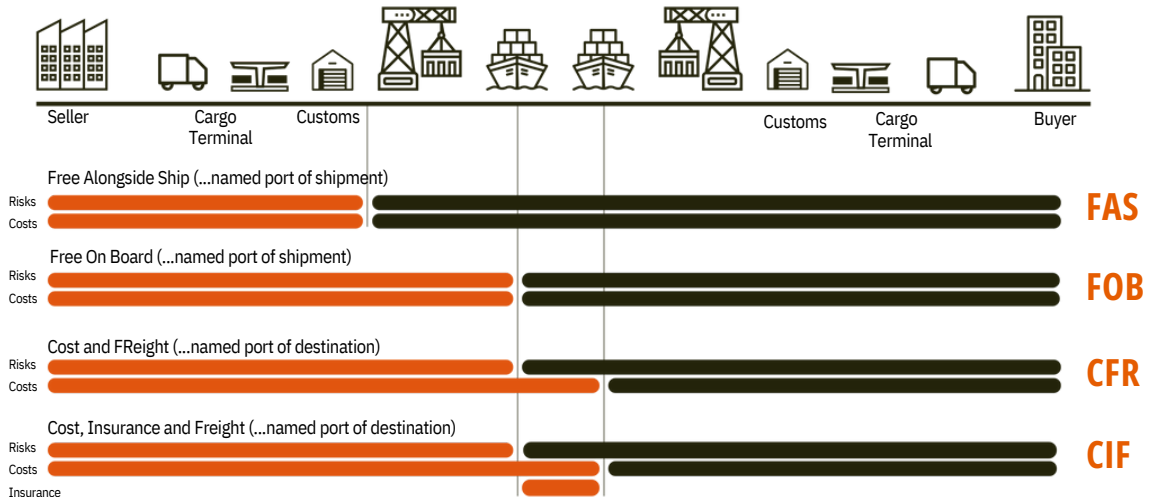 Seller
Cargo
Terminal
Customs
Customs
Cargo
Terminal
Buyer
Free Alongside Ship (...named port of shipment)
Risks
Costs
FAS
Free On Board (...named port of shipment)
Risks
Costs
FOB
Cost and FReight (...named port of destination)
Risks
Costs
CFR
Cost, Insurance and Freight (...named port of destination)
Risks
Costs
CIF
Insurance